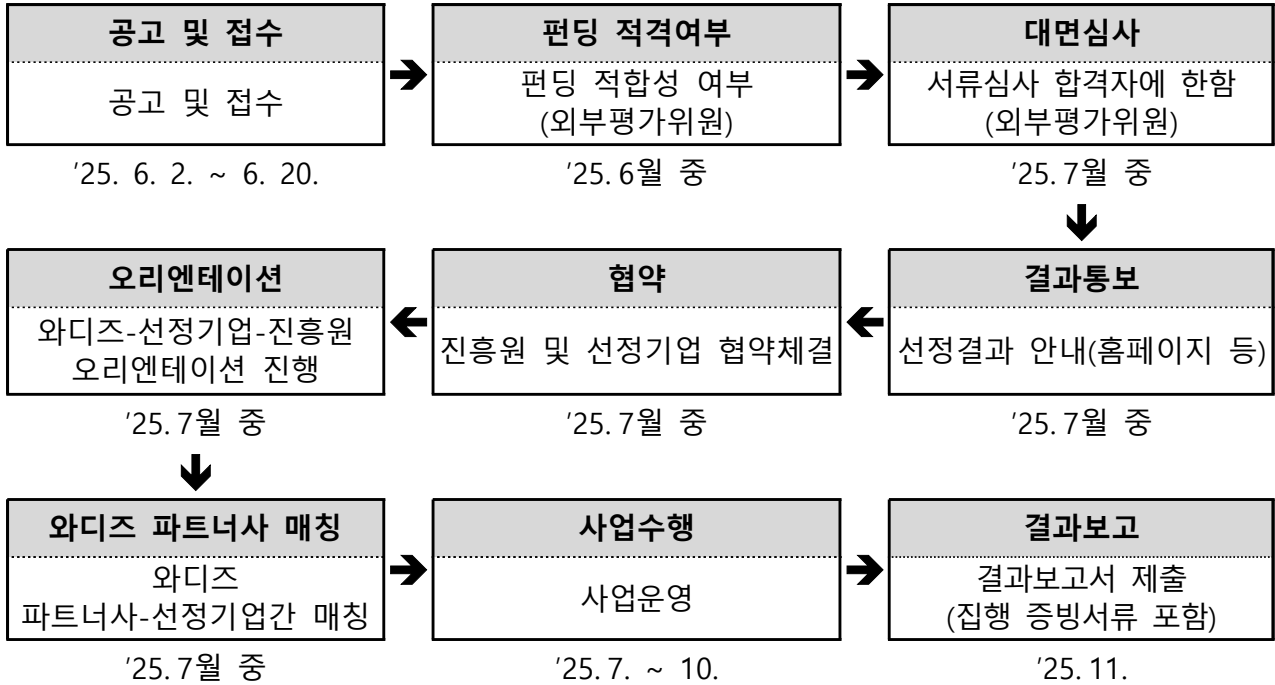 공고 및 접수
공고 및 접수
'25. 6. 2. ~ 6. 20.
펀딩 적격여부
펀딩 적합성 여부
(외부평가위원)
'25. 6월 중
대면심사
서류심사 합격자에 한함
(외부평가위원)
'25. 7월 중
결과통보
선정결과 안내(홈페이지 등)
'25. 7월 중
협약
진흥원 및 선정기업 협약체결
'25. 7월 중
오리엔테이션
와디즈-선정기업-진흥원
오리엔테이션 진행
'25. 7월 중
와디즈 파트너사 매칭
와디즈
파트너사-선정기업간 매칭
'25. 7월 중
사업수행
사업운영
'25. 7. ~ 10.
결과보고
결과보고서 제출
(집행 증빙서류 포함)
'25. 11.